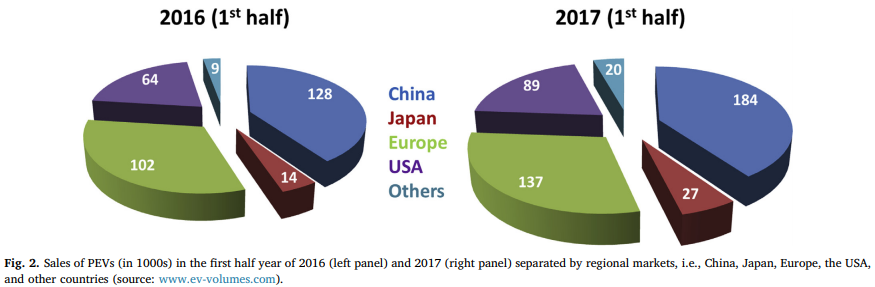 2016 (1st half)
2017 (1st half)
9
64
128
102
14
China
Japan
Europe
USA
Others
20
89
184
137
27
Fig. 2. Sales of PEVs (in 1000s) in the first half year of 2016 (left panel) and 2017 (right panel) separated by regional markets, i.e., China, Japan, Europe, the USA,
and other countries (source: www.ev-volumes.com).